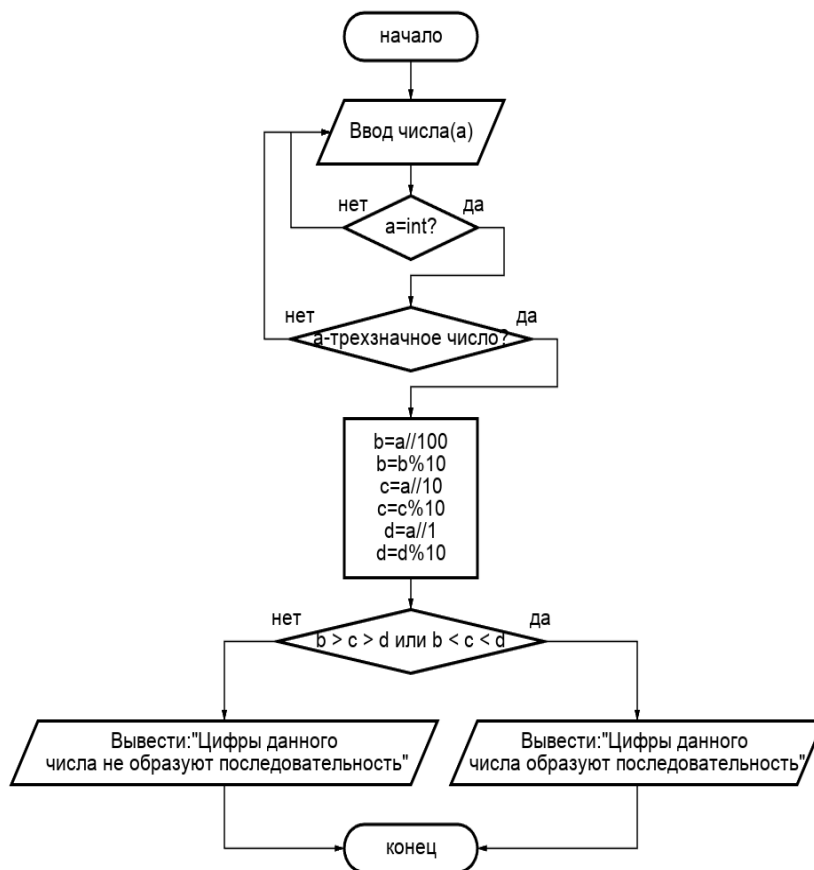 начало
Ввод числа(a)
нет
да
a=int?
нет
да
а-трехзначное число?
b=a//100
b=b%10
c=a//10
c=c%10
d=a//1
d=d%10
нет
да
b > c > d или b < c < d
Вывести:"Цифры данного
числа не образуют последовательность"
Вывести:"Цифры данного
числа образуют последовательность"
конец